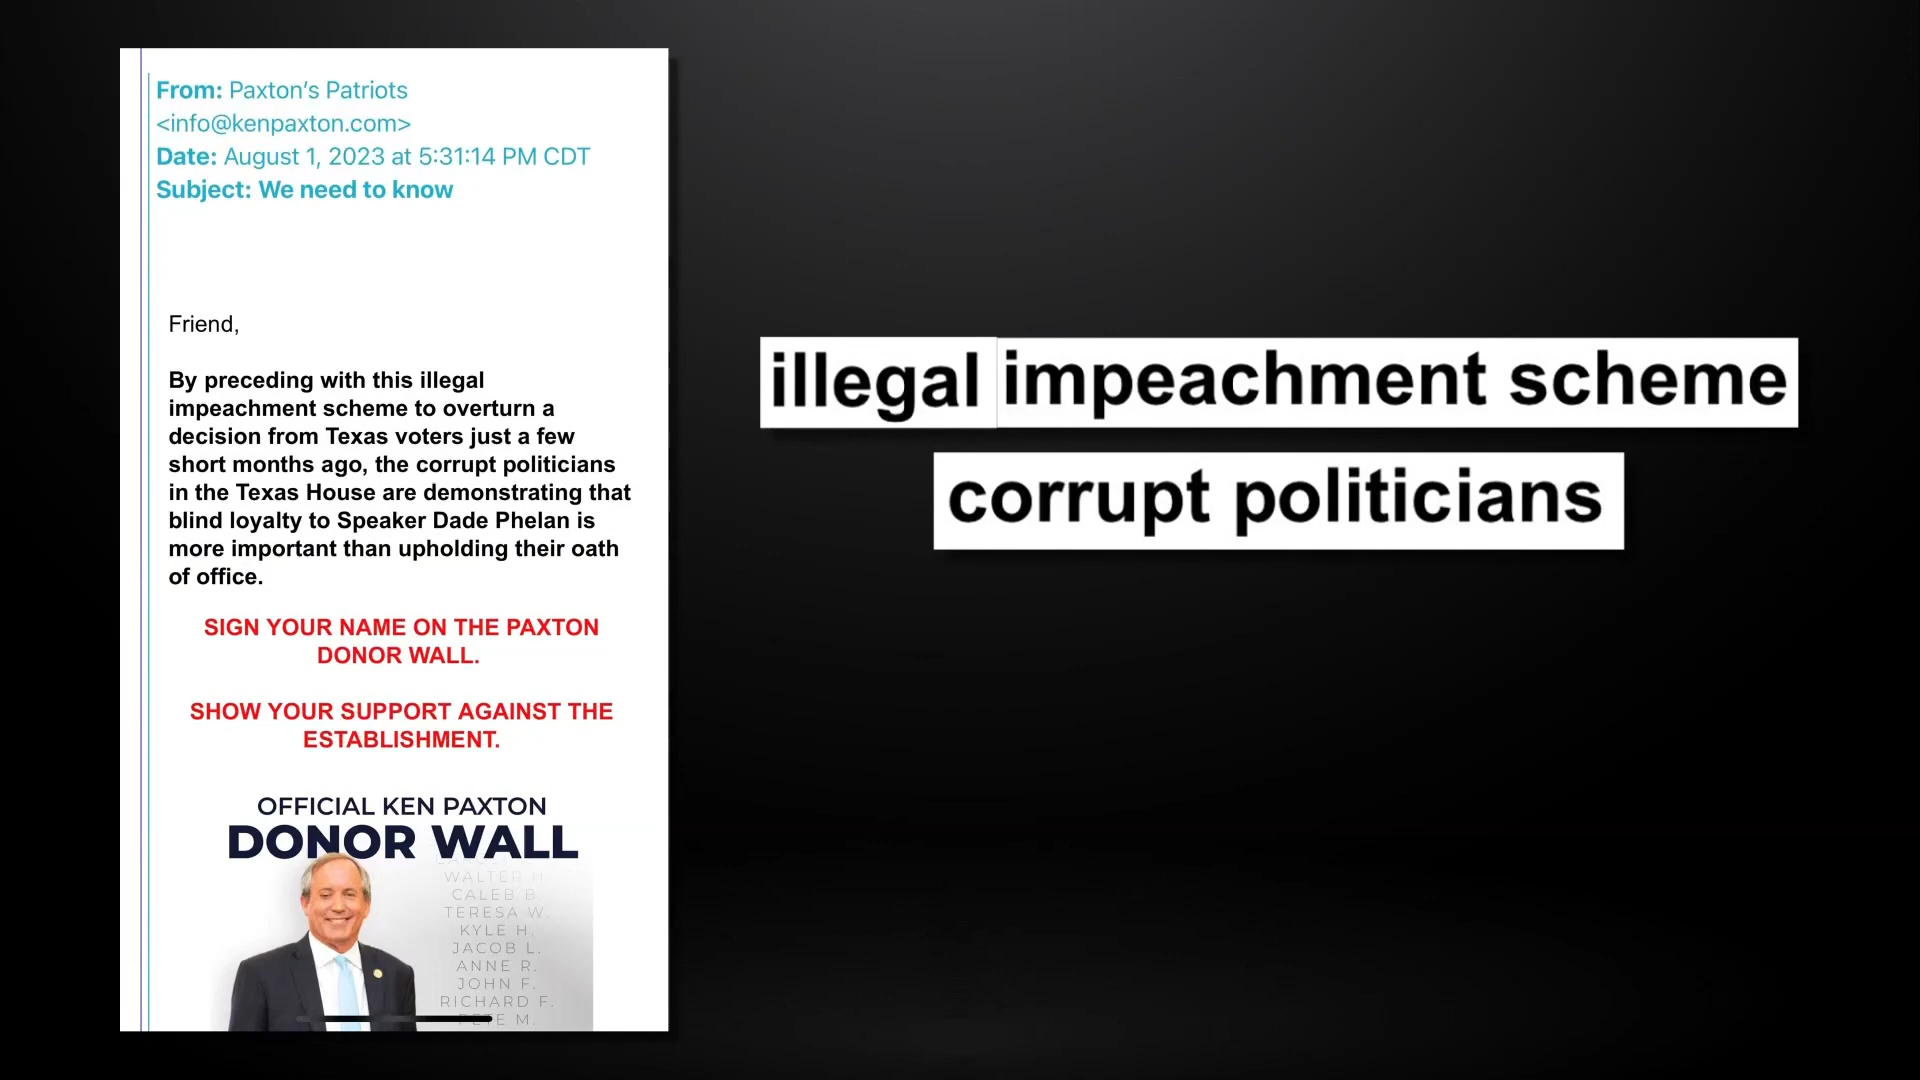 From: Paxton’s Patriots
<info@kenpaxton.com>
Date: August 1, 2023 at 5:31:14 PM CDT
Subject: We need to know
Friend,
By preceding with this illegal
impeachment scheme to overturn a
decision from Texas voters just a few
short months ago, the corrupt politicians
in the Texas House are demonstrating that
blind loyalty to Speaker Dade Phelan is
more important than upholding their oath
of office.
SIGN YOUR NAME ON THE PAXTON
DONOR WALL.
SHOW YOUR SUPPORT AGAINST THE
ESTABLISHMENT.
OFFICIAL KEN PAXTON
DONOR WALL
WALTER H
CALEB B
TERESA W.
KYLE H.
JACOB L.
ANNE R.
JOHN F.
RICHARD F.
PETE M.
illegal impeachment scheme
corrupt politicians